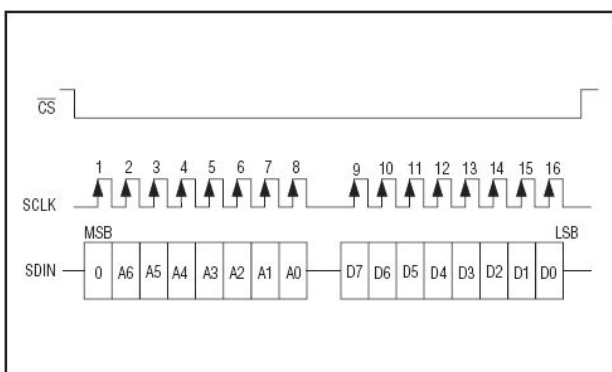 C̅S̅
1 2 3 4 5 6 7 8 9 10 11 12 13 14 15 16
SCLK
MSB LSB
SDIN 0 A6 A5 A4 A3 A2 A1 A0 D7 D6 D5 D4 D3 D2 D1 D0